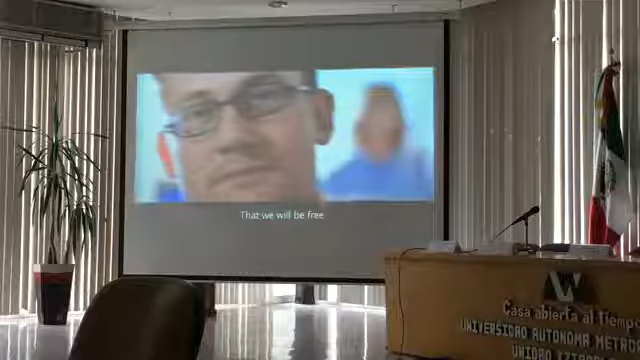 That we will be free
Casa abierta al Tiempo
UNIVERSIDAD AUTONOMA METRO